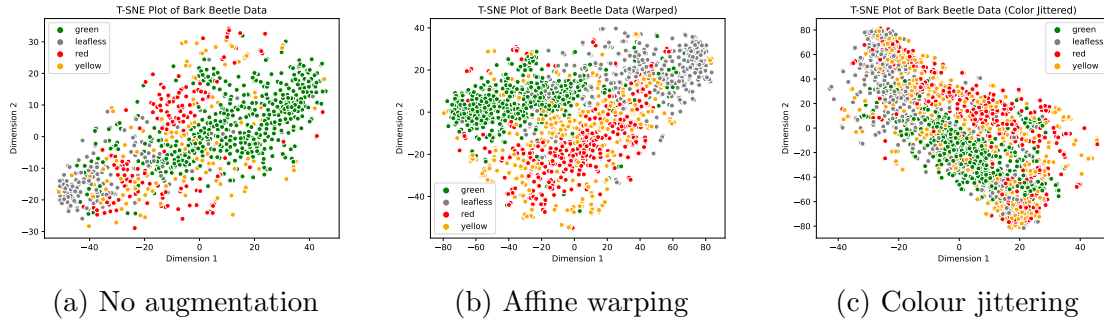 T-SNE Plot of Bark Beetle Data
green
leafless
red
yellow
Dimension 2
30
20
10
0
−10
−20
−30
−40
−20
0
20
40
Dimension 1
(a) No augmentation
T-SNE Plot of Bark Beetle Data (Warped)
Dimension 2
40
20
0
−20
−40
green
leafless
red
yellow
−80
−60
−40
−20
0
20
40
60
80
Dimension 1
(b) Affine warping
T-SNE Plot of Bark Beetle Data (Color Jittered)
green
leafless
red
yellow
Dimension 2
80
60
40
20
0
−20
−40
−60
−80
−40
−20
0
20
40
Dimension 1
(c) Colour jittering